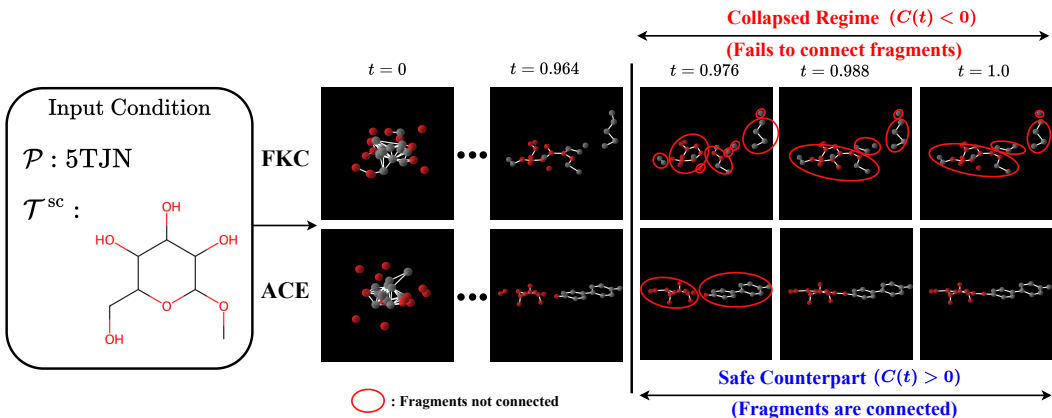 Collapsed Regime (C(t) < 0)
(Fails to connect fragments)
t = 0
t = 0.964
t = 0.976
t = 0.988
t = 1.0
Input Condition
𝒫 : 5TJN
𝒯^sc :
OH
OH
HO
OH
O
O
OH
FKC
•••
ACE
•••
: Fragments not connected
Safe Counterpart (C(t) > 0)
(Fragments are connected)